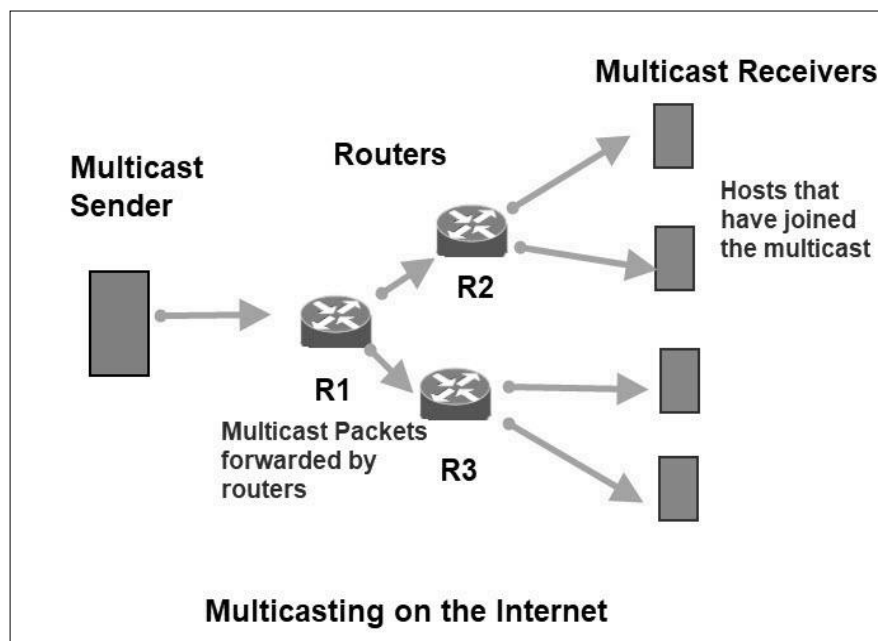 Multicast Receivers
Routers
Multicast
Sender
Hosts that
have joined
the multicast
R2
R1
Multicast Packets
forwarded by
routers
R3
Multicasting on the Internet